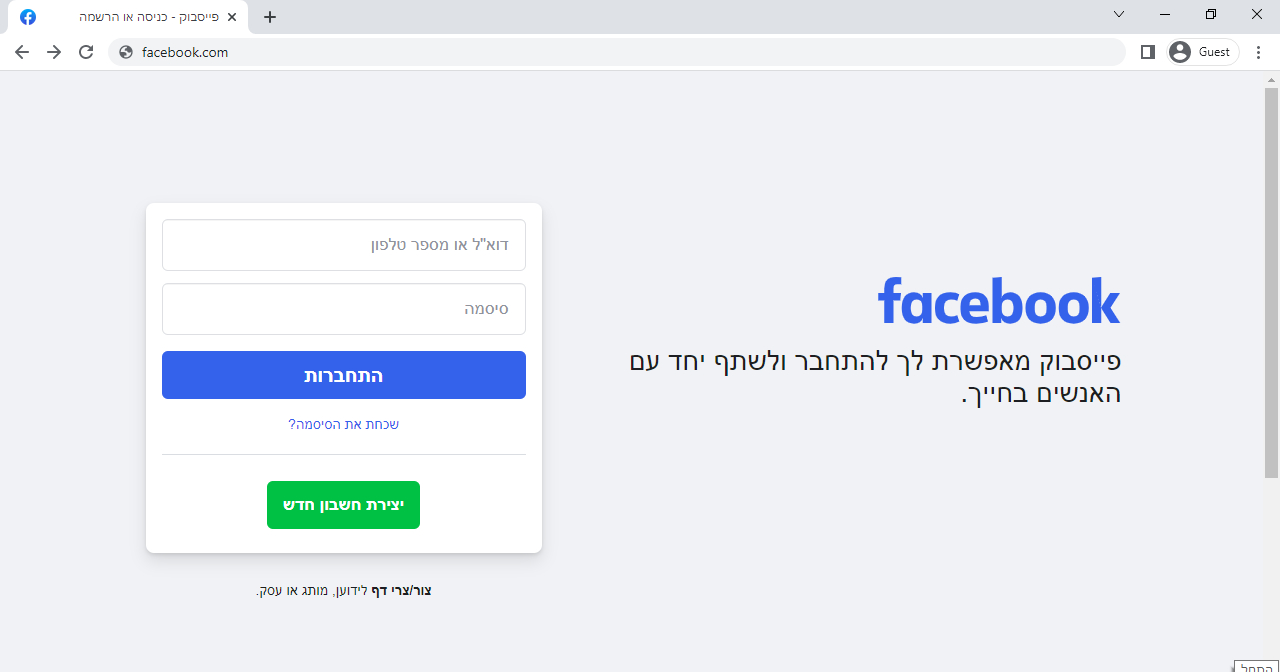 פייסבוק - כניסה או הרשמה
facebook.com
Guest
דוא"ל או מספר טלפון
סיסמה
התחברות
שכחת את הסיסמה?
יצירת חשבון חדש
צור/צרי דף לידוען, מותג או עסק.
facebook
פייסבוק מאפשרת לך להתחבר ולשתף יחד עם
האנשים בחייך.
התחל